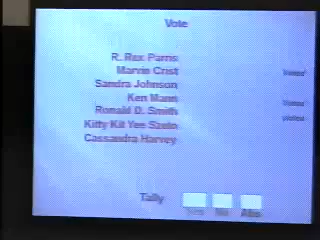 Vote
R. Rex Parris
Marvin Crist Voted
Sandra Johnson
Ken Mann Voted
Ronald D. Smith Voted
Kitty Kit Yee Szeto
Cassandra Harvey
Tally
Yes No Abs